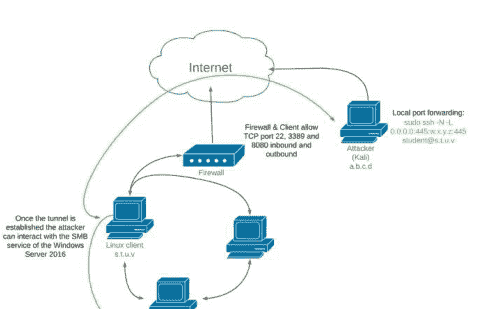 Internet
Firewall & Client allow
TCP port 22, 3389 and
8080 inbound and
outbound
Firewall
Local port forwarding:
sudo ssh -N -L
0.0.0.0:445:w.x.y.z:445
student@s.t.u.v
Attacker
(Kali)
a.b.c.d
Once the tunnel is
established the attacker
can interact with the SMB
service of the Windows
Server 2016
Linux client
s.t.u.v